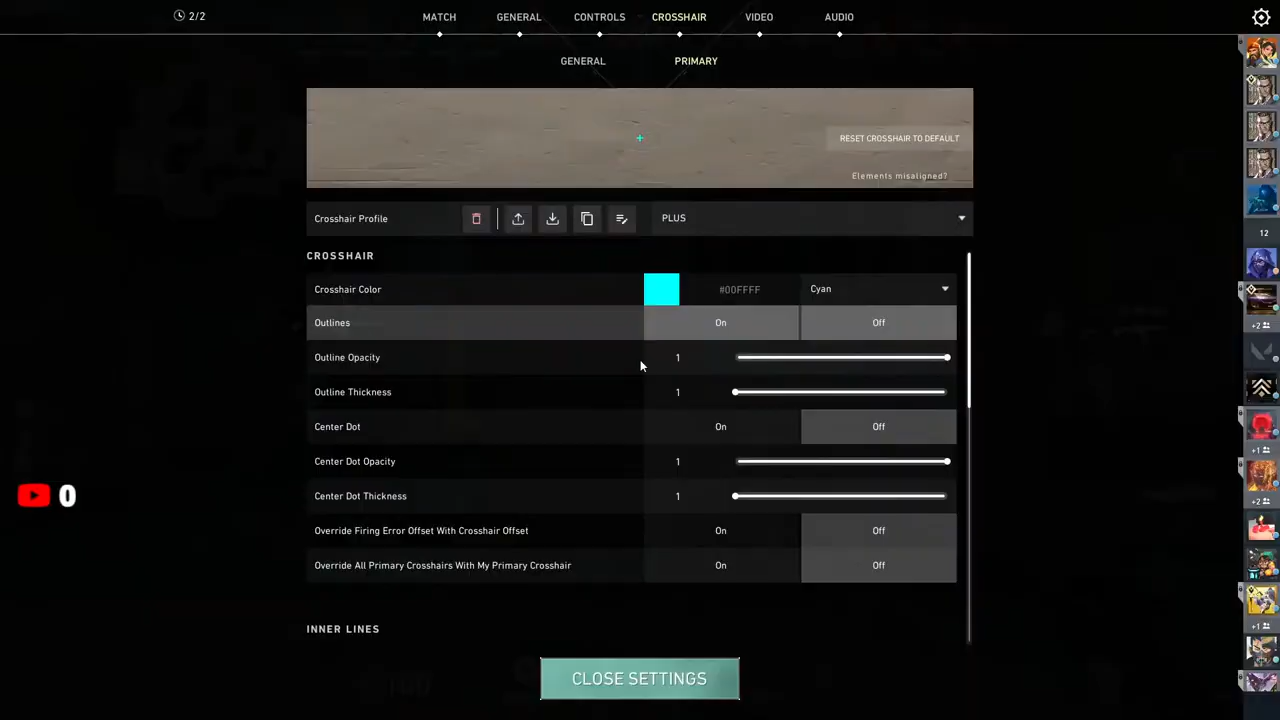 2/2
MATCH GENERAL CONTROLS CROSSHAIR VIDEO AUDIO
GENERAL PRIMARY
RESET CROSSHAIR TO DEFAULT
Elements misaligned?
Crosshair Profile PLUS
12
CROSSHAIR
Crosshair Color #00FFFF Cyan
Outlines On Off
+2
Outline Opacity 1
Outline Thickness 1
Center Dot On Off
+1
Center Dot Opacity 1
Center Dot Thickness 1
0
+2
Override Firing Error Offset With Crosshair Offset On Off
Override All Primary Crosshairs With My Primary Crosshair On Off
+1
INNER LINES
CLOSE SETTINGS